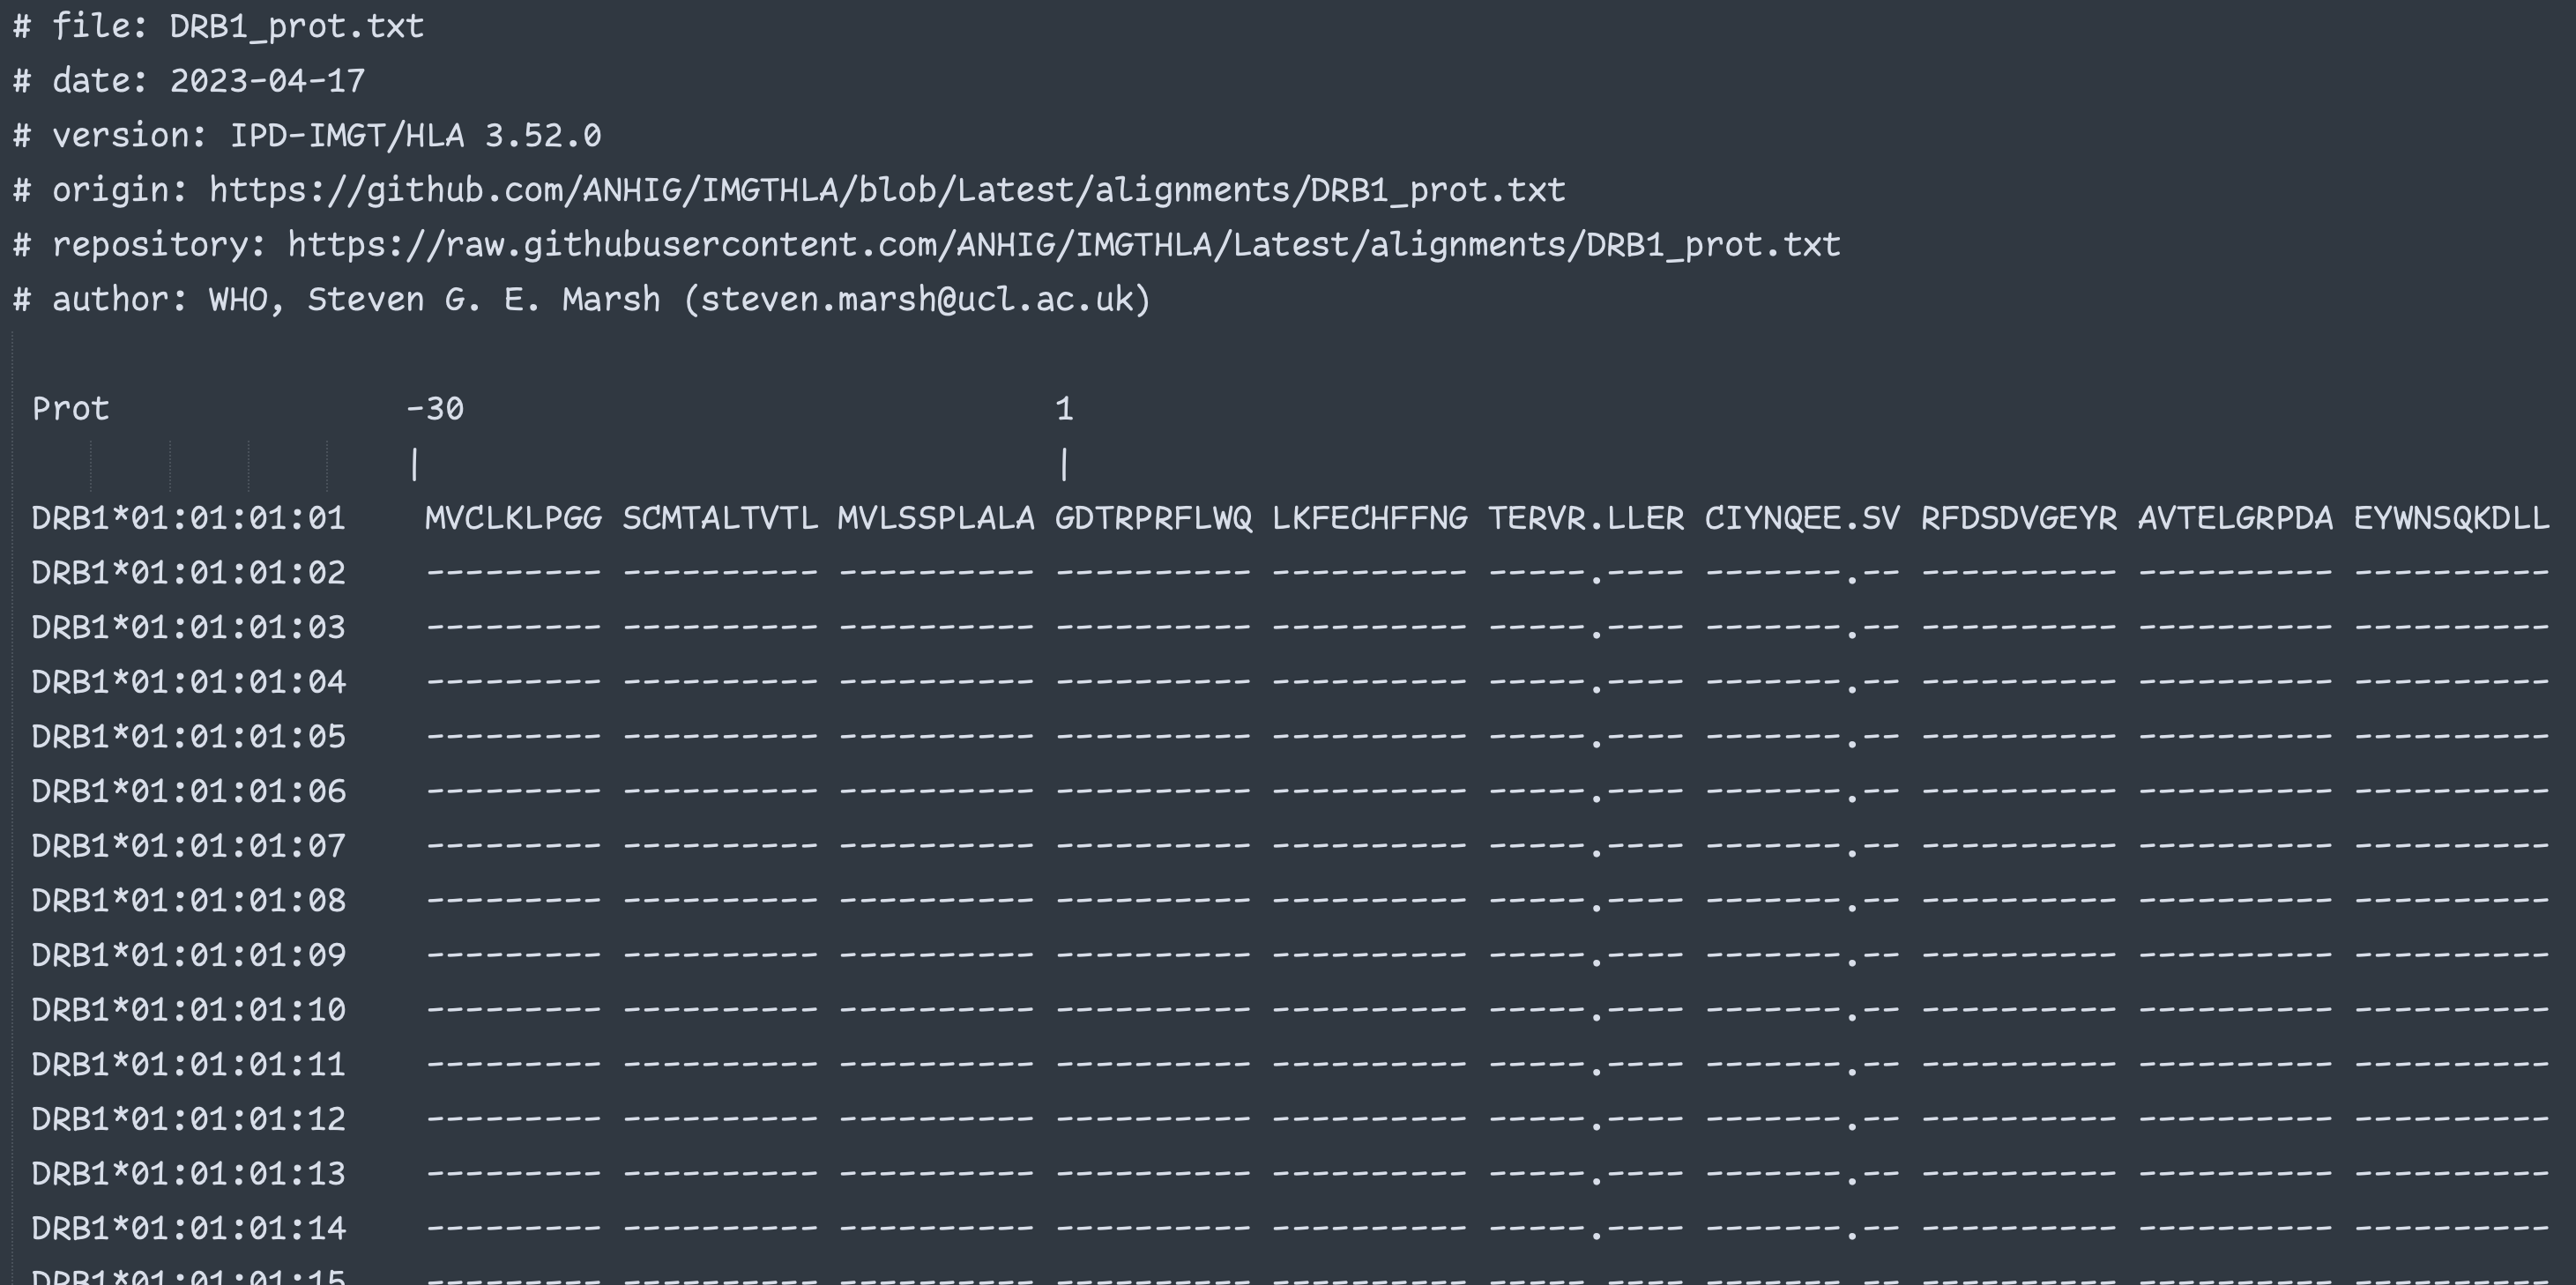 # file: DRB1_prot.txt
# date: 2023-04-17
# version: IPD-IMGT/HLA 3.52.0
# origin: https://github.com/ANHIG/IMGTHLA/blob/Latest/alignments/DRB1_prot.txt
# repository: https://raw.githubusercontent.com/ANHIG/IMGTHLA/Latest/alignments/DRB1_prot.txt
# author: WHO, Steven G. E. Marsh (steven.marsh@ucl.ac.uk)
Prot -30 1
| |
DRB1*01:01:01:01 MVCLKLPGG SCMTALTVTL MVLSSPLALA GDTRPRFLWQ LKFECHFFNG TERVR.LLER CIYNQEE.SV RFDSDVGEYR AVTELGRPDA EYWNSQKDLL
DRB1*01:01:01:02 --------- ---------- ---------- ---------- ---------- -----.---- -------.-- ---------- ---------- ----------
DRB1*01:01:01:03 --------- ---------- ---------- ---------- ---------- -----.---- -------.-- ---------- ---------- ----------
DRB1*01:01:01:04 --------- ---------- ---------- ---------- ---------- -----.---- -------.-- ---------- ---------- ----------
DRB1*01:01:01:05 --------- ---------- ---------- ---------- ---------- -----.---- -------.-- ---------- ---------- ----------
DRB1*01:01:01:06 --------- ---------- ---------- ---------- ---------- -----.---- -------.-- ---------- ---------- ----------
DRB1*01:01:01:07 --------- ---------- ---------- ---------- ---------- -----.---- -------.-- ---------- ---------- ----------
DRB1*01:01:01:08 --------- ---------- ---------- ---------- ---------- -----.---- -------.-- ---------- ---------- ----------
DRB1*01:01:01:09 --------- ---------- ---------- ---------- ---------- -----.---- -------.-- ---------- ---------- ----------
DRB1*01:01:01:10 --------- ---------- ---------- ---------- ---------- -----.---- -------.-- ---------- ---------- ----------
DRB1*01:01:01:11 --------- ---------- ---------- ---------- ---------- -----.---- -------.-- ---------- ---------- ----------
DRB1*01:01:01:12 --------- ---------- ---------- ---------- ---------- -----.---- -------.-- ---------- ---------- ----------
DRB1*01:01:01:13 --------- ---------- ---------- ---------- ---------- -----.---- -------.-- ---------- ---------- ----------
DRB1*01:01:01:14 --------- ---------- ---------- ---------- ---------- -----.---- -------.-- ---------- ---------- ----------
DRB1*01:01:01:15 --------- ---------- ---------- ---------- ---------- ----- ---- ------- -- ---------- ---------- ----------